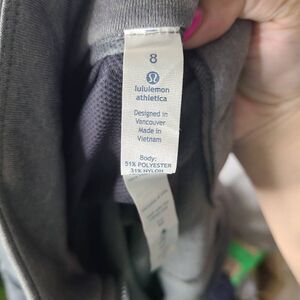 8
lululemon
athletica
Designed in
Vancouver
Made in
Vietnam
Body:
51% POLYESTER
31% NYLON